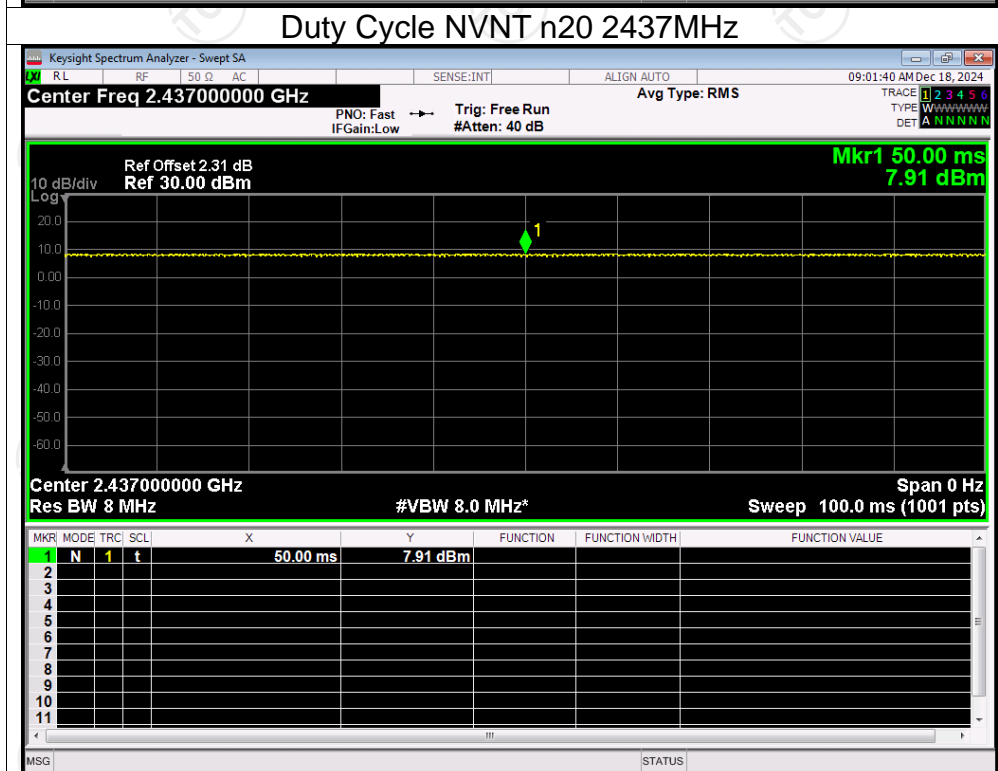 Duty Cycle NVNT n20 2437MHz
Keysight Spectrum Analyzer - Swept SA
LXI RL RF 50 Ω AC SENSE:INT ALIGN AUTO 09:01:40 AM Dec 18, 2024
Center Freq 2.437000000 GHz Avg Type: RMS TRACE 1 2 3 4 5 6
PNO: Fast Trig: Free Run TYPE WWWWWWW
IFGain:Low #Atten: 40 dB DET A N N N N N
Mkr1 50.00 ms
Ref Offset 2.31 dB
10 dB/div Ref 30.00 dBm 7.91 dBm
Log
20.0
1
10.0
0.00
-10.0
-20.0
-30.0
-40.0
-50.0
-60.0
Center 2.437000000 GHz Span 0 Hz
Res BW 8 MHz #VBW 8.0 MHz* Sweep 100.0 ms (1001 pts)
MKR MODE TRC SCL X Y FUNCTION FUNCTION WIDTH FUNCTION VALUE
1 N 1 t 50.00 ms 7.91 dBm
2
3
4
5
6
7
8
9
10
11
MSG STATUS